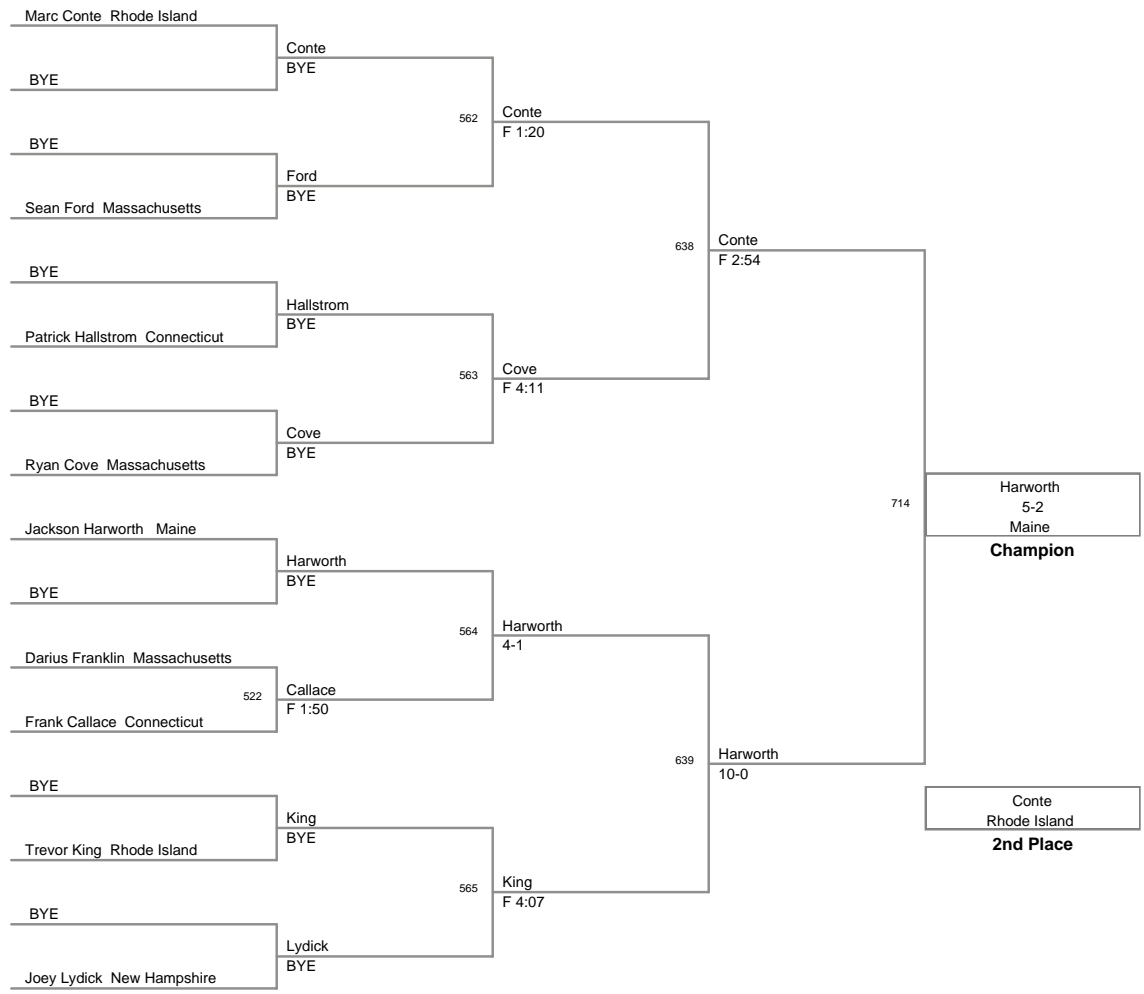 Marc Conte Rhode Island
Conte
BYE
BYE
562
Conte
F 1:20
BYE
Ford
BYE
Sean Ford Massachusetts
638
Conte
F 2:54
BYE
Hallstrom
BYE
Patrick Hallstrom Connecticut
563
Cove
F 4:11
BYE
Cove
BYE
Ryan Cove Massachusetts
714
Harworth
5-2
Maine
Champion
Jackson Harworth Maine
Harworth
BYE
BYE
564
Harworth
4-1
Darius Franklin Massachusetts
522
Callace
F 1:50
Frank Callace Connecticut
639
Harworth
10-0
BYE
King
BYE
Trevor King Rhode Island
Conte
Rhode Island
2nd Place
565
King
F 4:07
BYE
Lydick
BYE
Joey Lydick New Hampshire